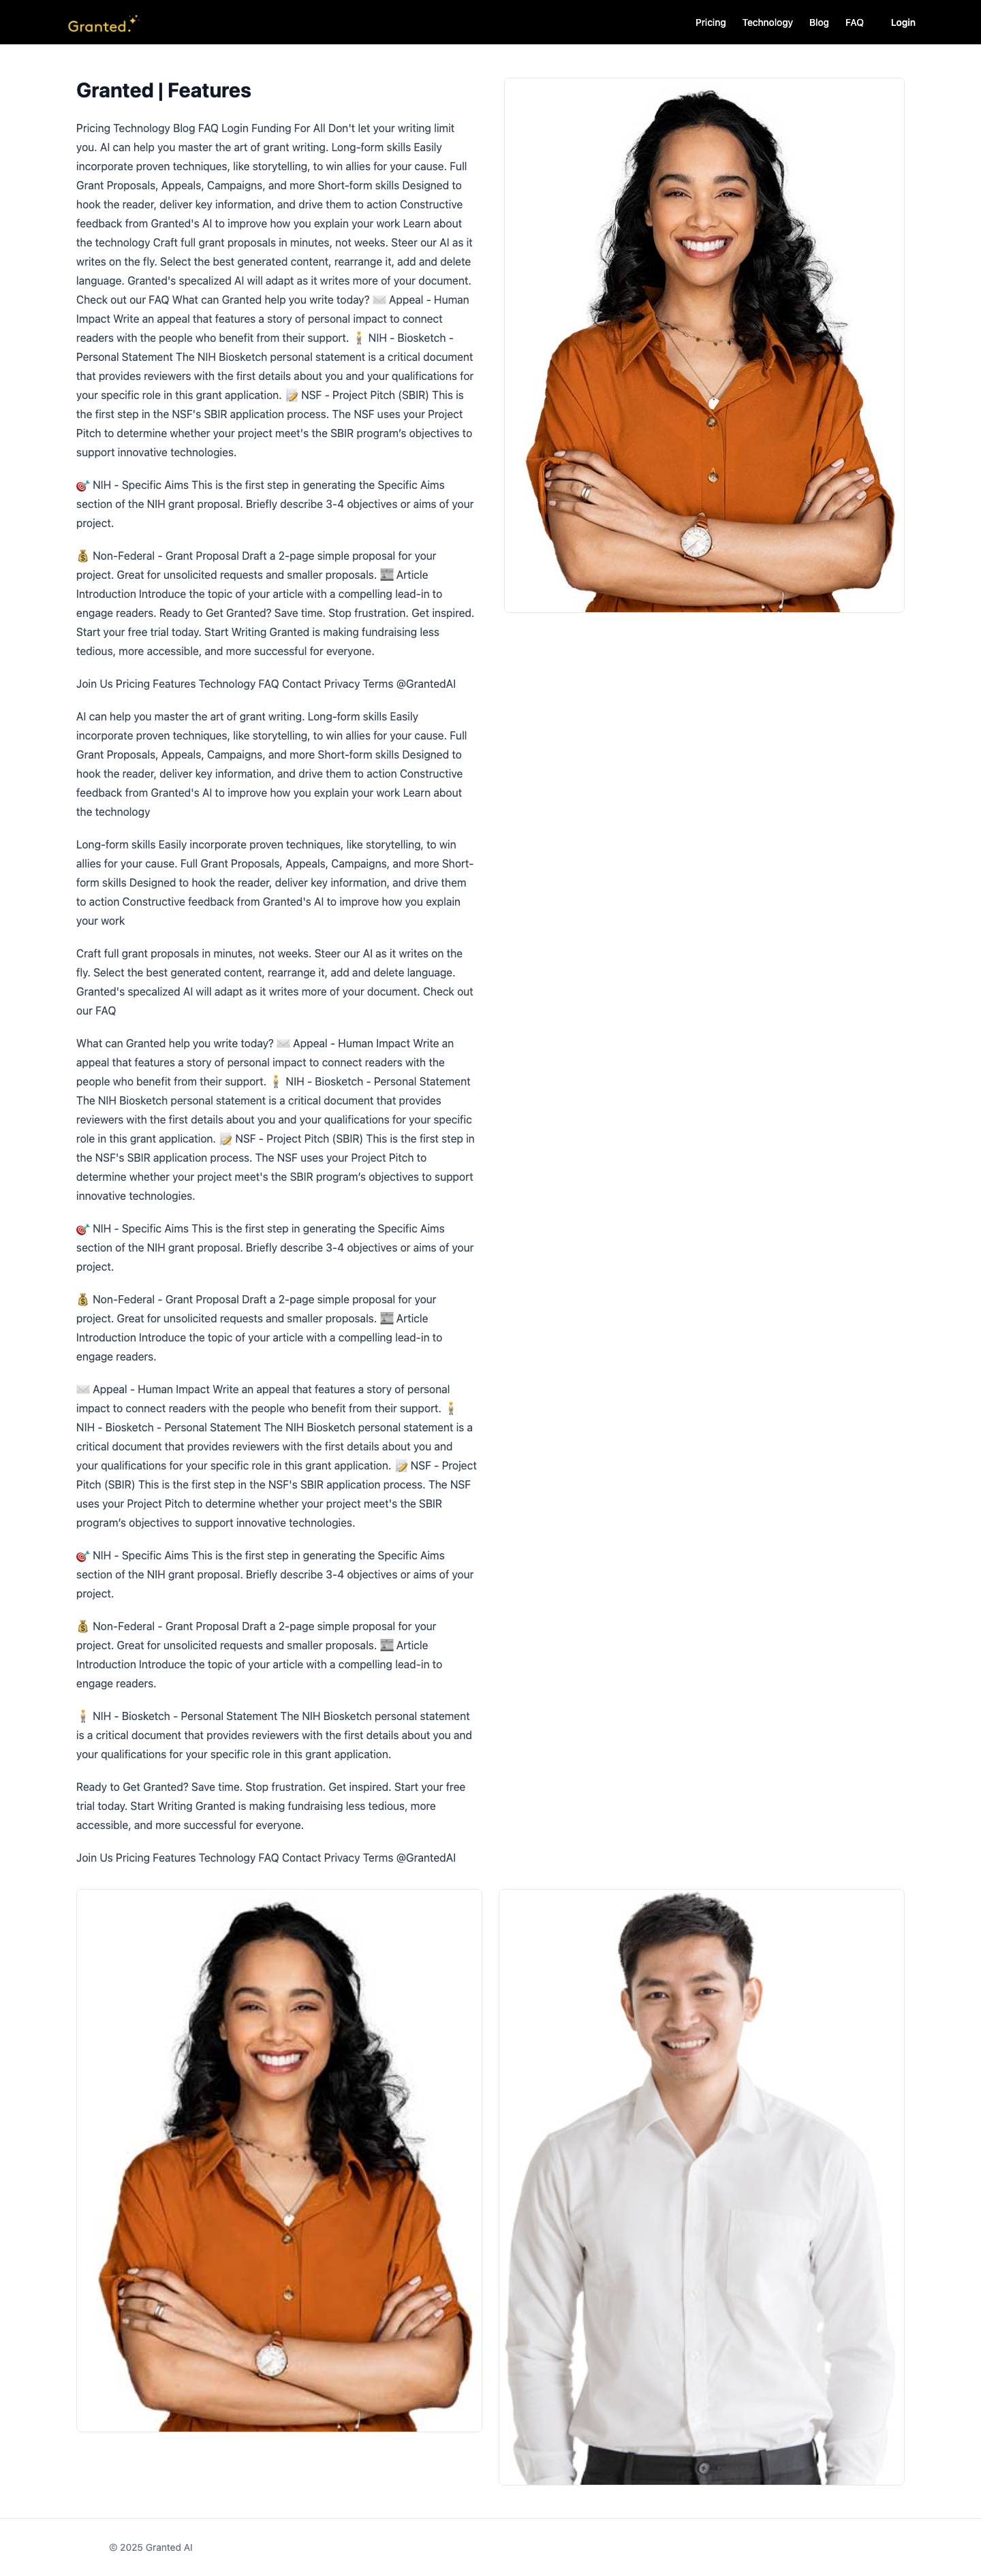 Granted.
Pricing Technology Blog FAQ Login
Granted | Features
Pricing Technology Blog FAQ Login Funding For All Don't let your writing limit
you. AI can help you master the art of grant writing. Long-form skills Easily
incorporate proven techniques, like storytelling, to win allies for your cause. Full
Grant Proposals, Appeals, Campaigns, and more Short-form skills Designed to
hook the reader, deliver key information, and drive them to action Constructive
feedback from Granted's AI to improve how you explain your work Learn about
the technology Craft full grant proposals in minutes, not weeks. Steer our AI as it
writes on the fly. Select the best generated content, rearrange it, add and delete
language. Granted's specalized AI will adapt as it writes more of your document.
Check out our FAQ What can Granted help you write today? ✉️ Appeal - Human
Impact Write an appeal that features a story of personal impact to connect
readers with the people who benefit from their support. 🧍 NIH - Biosketch -
Personal Statement The NIH Biosketch personal statement is a critical document
that provides reviewers with the first details about you and your qualifications for
your specific role in this grant application. 📝 NSF - Project Pitch (SBIR) This is
the first step in the NSF's SBIR application process. The NSF uses your Project
Pitch to determine whether your project meet's the SBIR program’s objectives to
support innovative technologies.
🎯 NIH - Specific Aims This is the first step in generating the Specific Aims
section of the NIH grant proposal. Briefly describe 3-4 objectives or aims of your
project.
💰 Non-Federal - Grant Proposal Draft a 2-page simple proposal for your
project. Great for unsolicited requests and smaller proposals. 📰 Article
Introduction Introduce the topic of your article with a compelling lead-in to
engage readers. Ready to Get Granted? Save time. Stop frustration. Get inspired.
Start your free trial today. Start Writing Granted is making fundraising less
tedious, more accessible, and more successful for everyone.
Join Us Pricing Features Technology FAQ Contact Privacy Terms @GrantedAI
AI can help you master the art of grant writing. Long-form skills Easily
incorporate proven techniques, like storytelling, to win allies for your cause. Full
Grant Proposals, Appeals, Campaigns, and more Short-form skills Designed to
hook the reader, deliver key information, and drive them to action Constructive
feedback from Granted's AI to improve how you explain your work Learn about
the technology
Long-form skills Easily incorporate proven techniques, like storytelling, to win
allies for your cause. Full Grant Proposals, Appeals, Campaigns, and more Short-
form skills Designed to hook the reader, deliver key information, and drive them
to action Constructive feedback from Granted's AI to improve how you explain
your work
Craft full grant proposals in minutes, not weeks. Steer our AI as it writes on the
fly. Select the best generated content, rearrange it, add and delete language.
Granted's specalized AI will adapt as it writes more of your document. Check out
our FAQ
What can Granted help you write today? ✉️ Appeal - Human Impact Write an
appeal that features a story of personal impact to connect readers with the
people who benefit from their support. 🧍 NIH - Biosketch - Personal Statement
The NIH Biosketch personal statement is a critical document that provides
reviewers with the first details about you and your qualifications for your specific
role in this grant application. 📝 NSF - Project Pitch (SBIR) This is the first step in
the NSF's SBIR application process. The NSF uses your Project Pitch to
determine whether your project meet's the SBIR program’s objectives to support
innovative technologies.
🎯 NIH - Specific Aims This is the first step in generating the Specific Aims
section of the NIH grant proposal. Briefly describe 3-4 objectives or aims of your
project.
💰 Non-Federal - Grant Proposal Draft a 2-page simple proposal for your
project. Great for unsolicited requests and smaller proposals. 📰 Article
Introduction Introduce the topic of your article with a compelling lead-in to
engage readers.
✉️ Appeal - Human Impact Write an appeal that features a story of personal
impact to connect readers with the people who benefit from their support. 🧍
NIH - Biosketch - Personal Statement The NIH Biosketch personal statement is a
critical document that provides reviewers with the first details about you and
your qualifications for your specific role in this grant application. 📝 NSF - Project
Pitch (SBIR) This is the first step in the NSF's SBIR application process. The NSF
uses your Project Pitch to determine whether your project meet's the SBIR
program’s objectives to support innovative technologies.
🎯 NIH - Specific Aims This is the first step in generating the Specific Aims
section of the NIH grant proposal. Briefly describe 3-4 objectives or aims of your
project.
💰 Non-Federal - Grant Proposal Draft a 2-page simple proposal for your
project. Great for unsolicited requests and smaller proposals. 📰 Article
Introduction Introduce the topic of your article with a compelling lead-in to
engage readers.
🧍 NIH - Biosketch - Personal Statement The NIH Biosketch personal statement
is a critical document that provides reviewers with the first details about you and
your qualifications for your specific role in this grant application.
Ready to Get Granted? Save time. Stop frustration. Get inspired. Start your free
trial today. Start Writing Granted is making fundraising less tedious, more
accessible, and more successful for everyone.
Join Us Pricing Features Technology FAQ Contact Privacy Terms @GrantedAI
© 2025 Granted AI